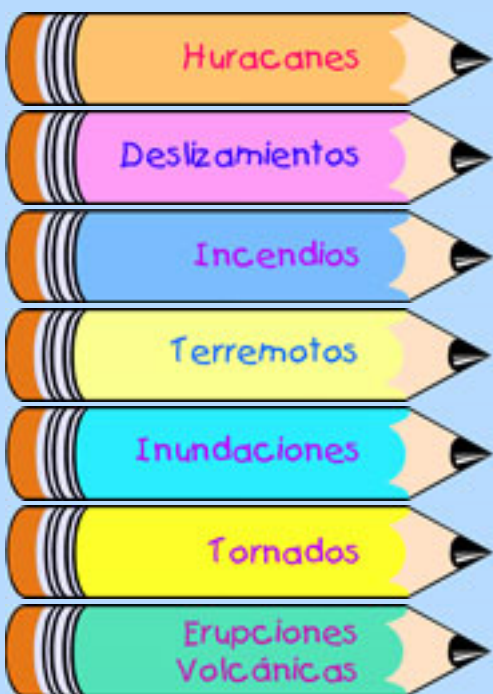 Huracanes
Deslizamientos
Incendios
Terremotos
Inundaciones
Tornados
Erupciones
Volcánicas